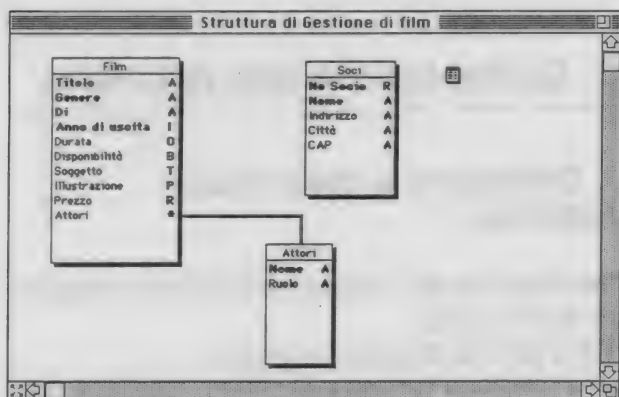 Struttura di Gestione di film
Film
Titolo A
Genere A
Di A
Anno di uscita I
Durata O
Disponibilità B
Soggetto T
Illustrazione P
Prezzo R
Attori *
Soci
No Socio R
Nome A
Indirizzo A
Città A
CAP A
Attori
Nome A
Ruolo A